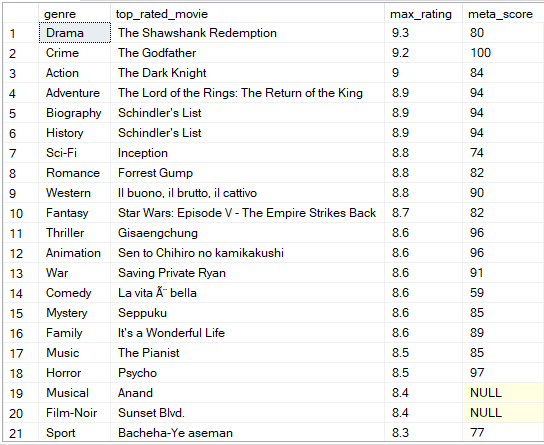 genre top_rated_movie max_rating meta_score
1 Drama The Shawshank Redemption 9.3 80
2 Crime The Godfather 9.2 100
3 Action The Dark Knight 9 84
4 Adventure The Lord of the Rings: The Return of the King 8.9 94
5 Biography Schindler's List 8.9 94
6 History Schindler's List 8.9 94
7 Sci-Fi Inception 8.8 74
8 Romance Forrest Gump 8.8 82
9 Western Il buono, il brutto, il cattivo 8.8 90
10 Fantasy Star Wars: Episode V - The Empire Strikes Back 8.7 82
11 Thriller Gisaengchung 8.6 96
12 Animation Sen to Chihiro no kamikakushi 8.6 96
13 War Saving Private Ryan 8.6 91
14 Comedy La vita Ã¨ bella 8.6 59
15 Mystery Seppuku 8.6 85
16 Family It's a Wonderful Life 8.6 89
17 Music The Pianist 8.5 85
18 Horror Psycho 8.5 97
19 Musical Anand 8.4 NULL
20 Film-Noir Sunset Blvd. 8.4 NULL
21 Sport Bacheha-Ye aseman 8.3 77